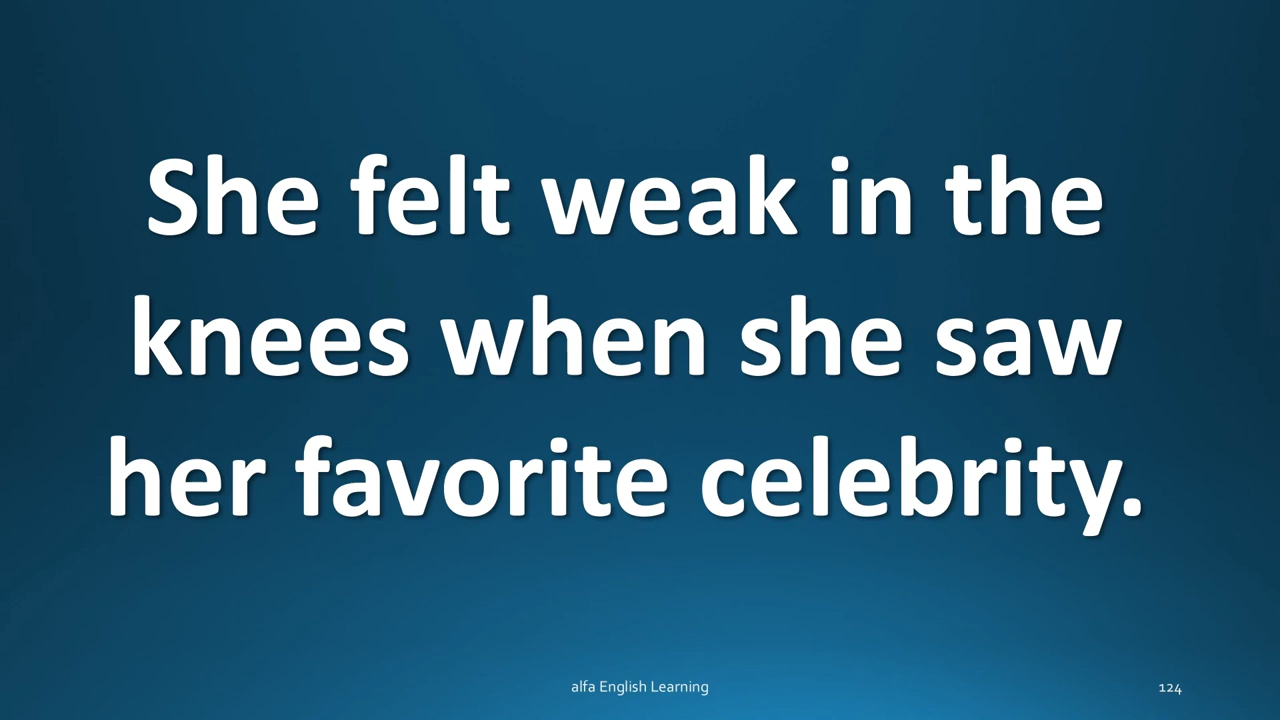 She felt weak in the
knees when she saw
her favorite celebrity.
alfa English Learning
124